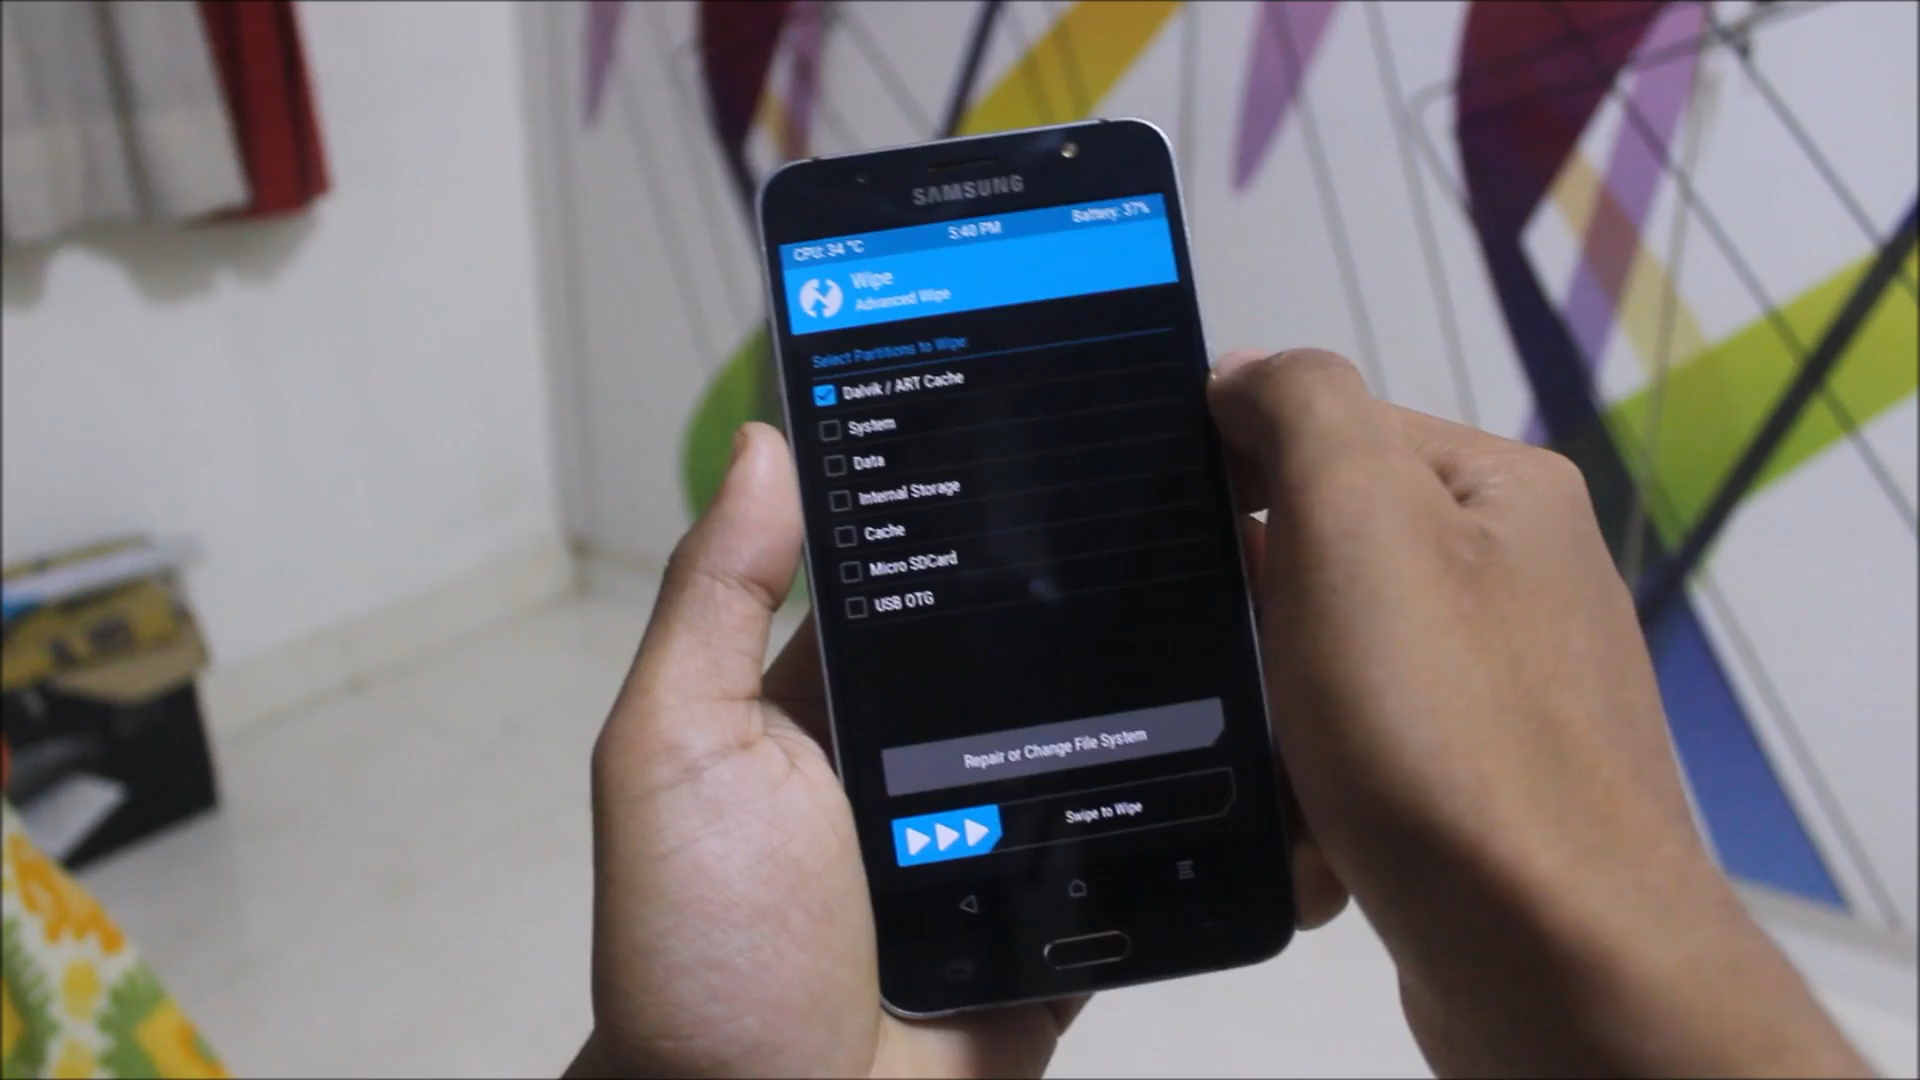 SAMSUNG
CPU: 34 °C
5:40 PM
Battery: 37%
Wipe
Advanced Wipe
Select Partitions to Wipe:
Dalvik / ART Cache
System
Data
Internal Storage
Cache
Micro SDCard
USB OTG
Repair or Change File System
Swipe to Wipe